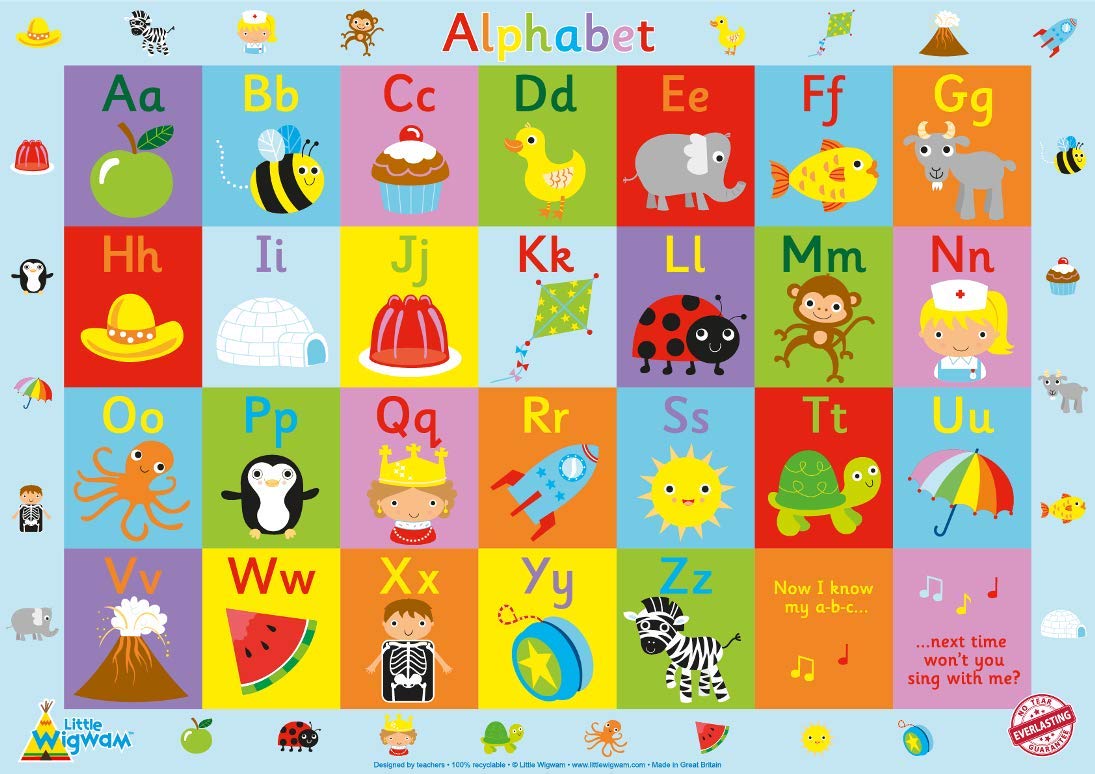 Alphabet
Aa Bb Cc Dd Ee Ff Gg
Hh Ii Jj Kk Ll Mm Nn
Oo Pp Qq Rr Ss Tt Uu
Vv Ww Xx Yy Zz
Now I know
my a-b-c...
...next time
won't you
sing with me?
Little
Wigwam™
NO TEAR
EVERLASTING
GUARANTEE
Designed by teachers • 100% recyclable • © Little Wigwam • www.littlewigwam.com • Made in Great Britain